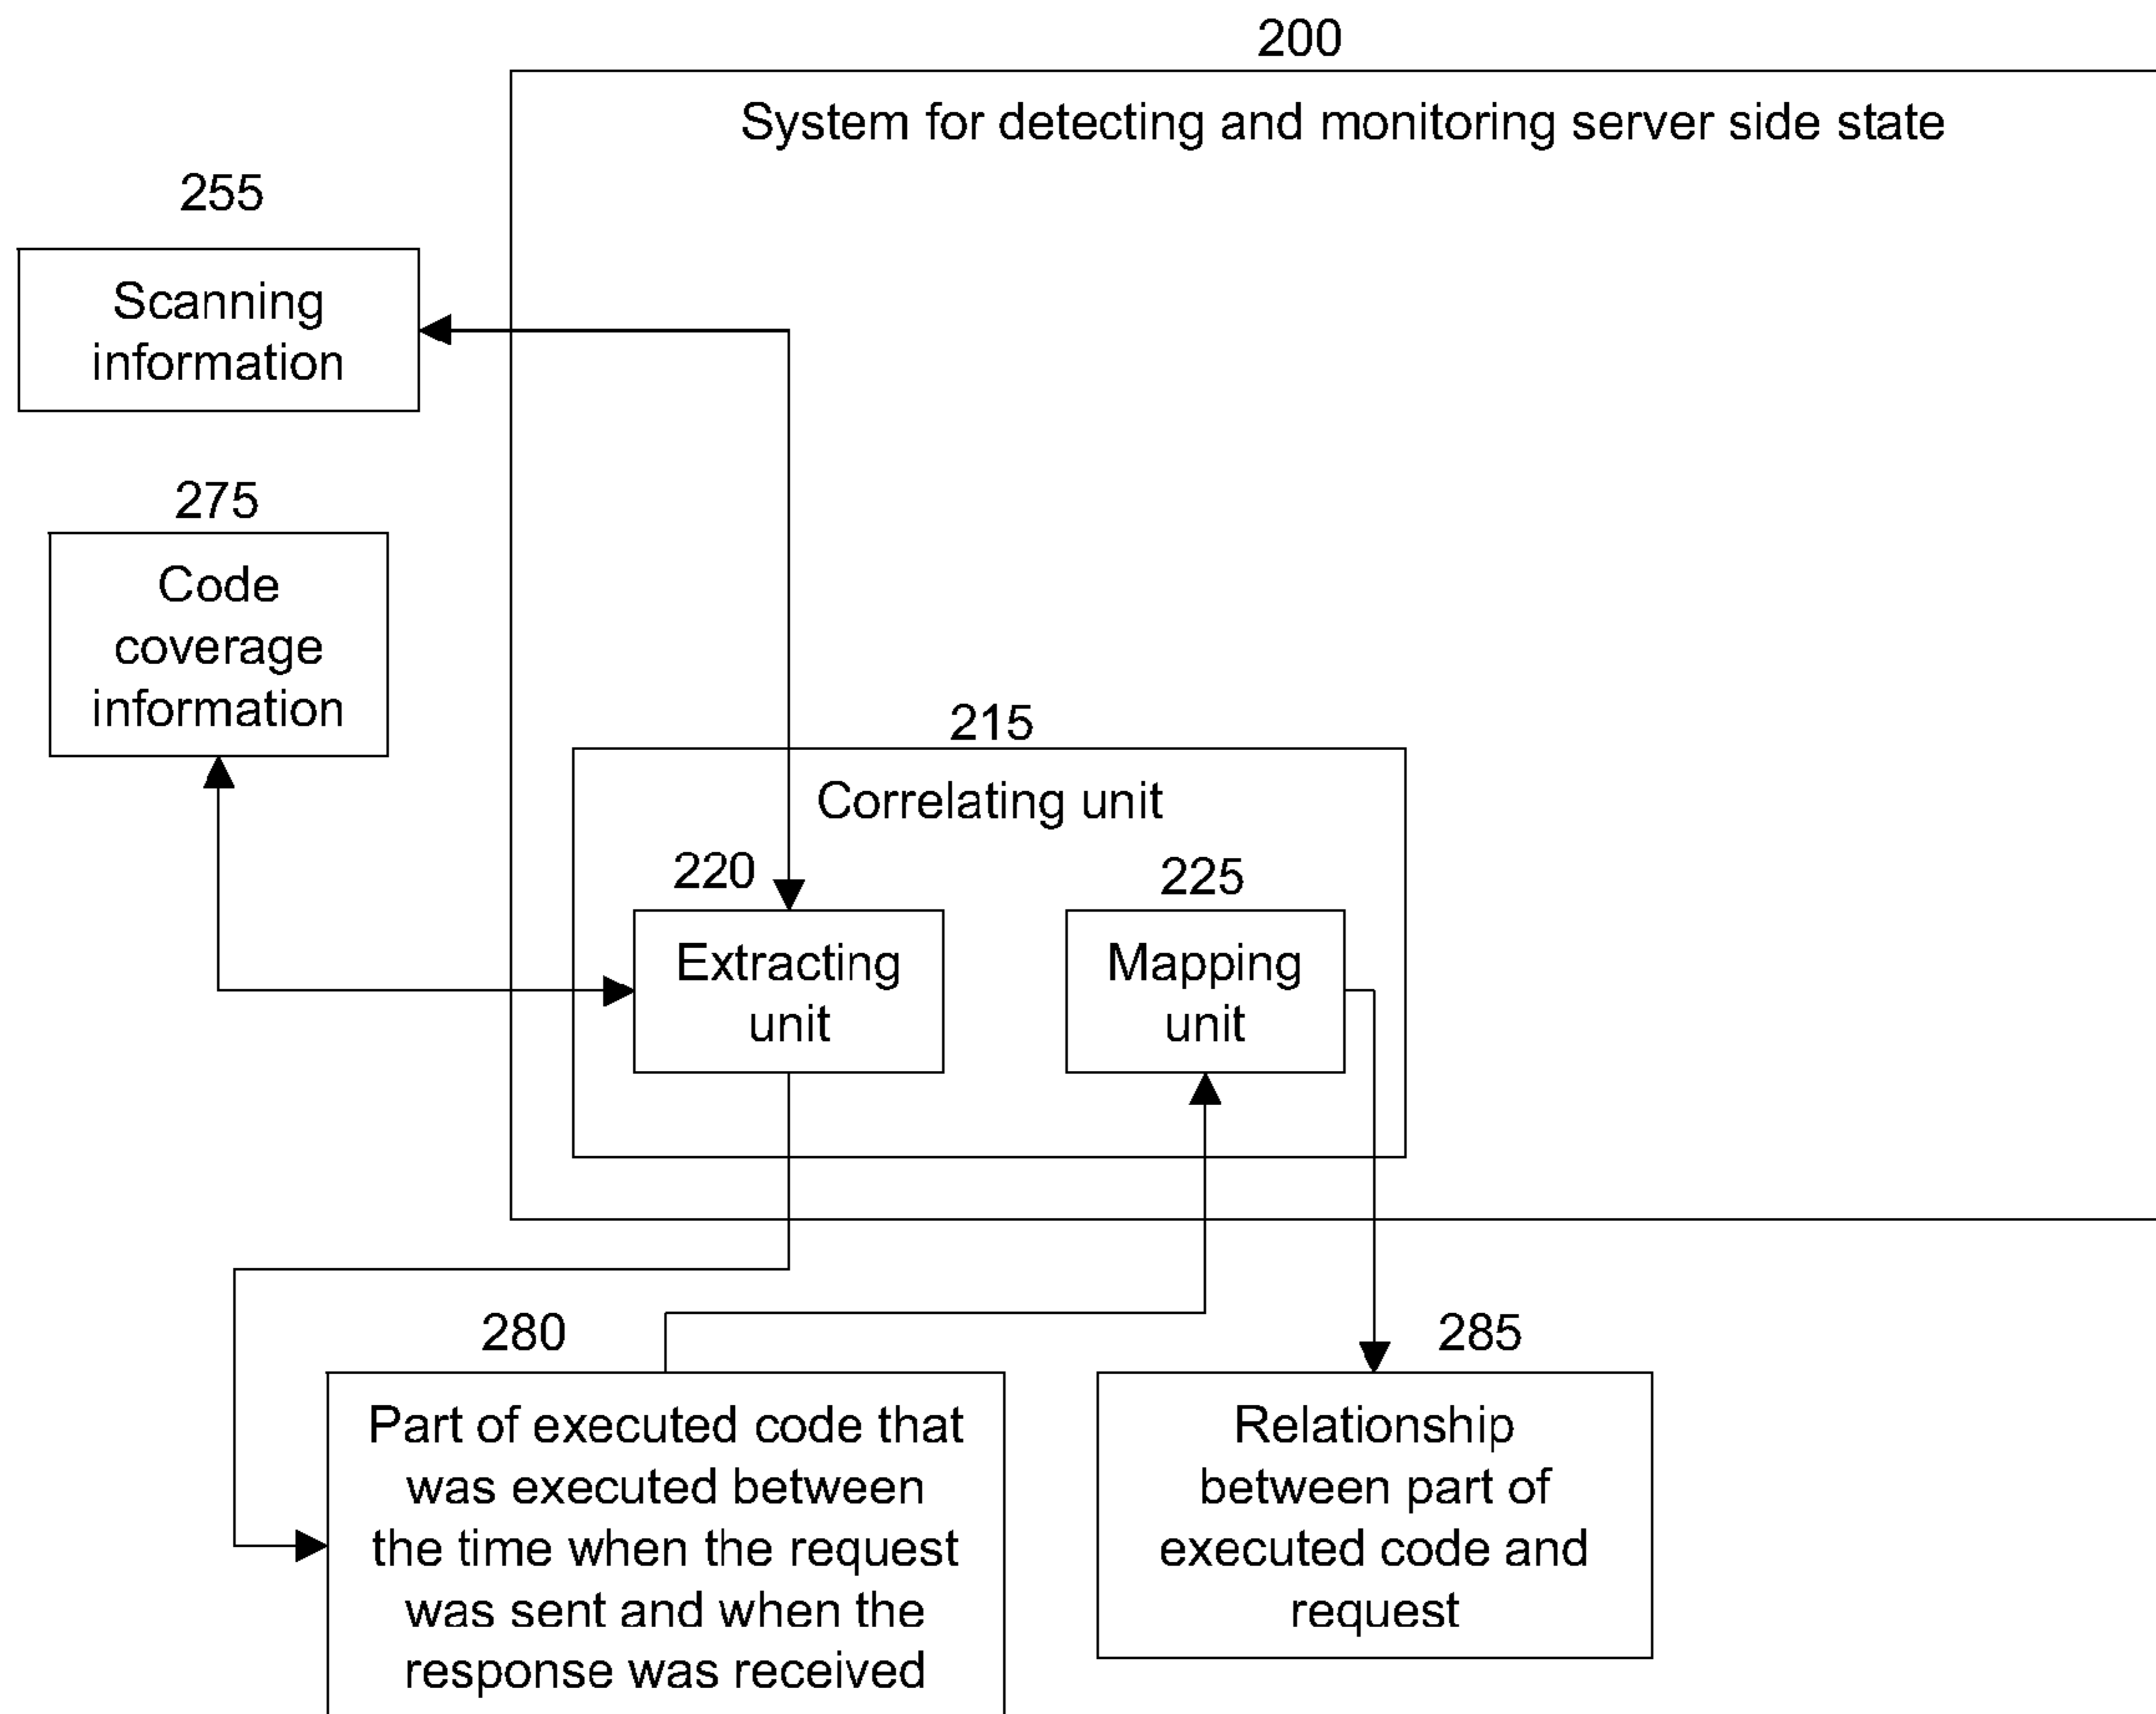 200
System for detecting and monitoring server side state
255
Scanning
information
275
Code
coverage
information
215
Correlating unit
220
Extracting
unit
225
Mapping
unit
280
Part of executed code that
was executed between
the time when the request
was sent and when the
response was received
285
Relationship
between part of
executed code and
request